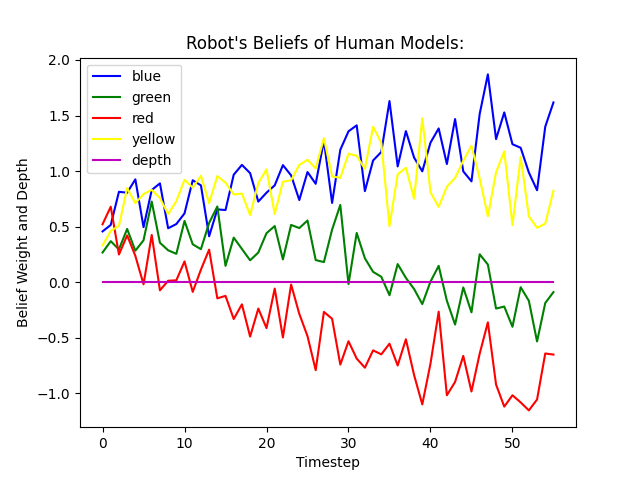 Robot's Beliefs of Human Models:
2.0
1.5
1.0
0.5
0.0
−0.5
−1.0
Belief Weight and Depth
blue
green
red
yellow
depth
0 10 20 30 40 50
Timestep